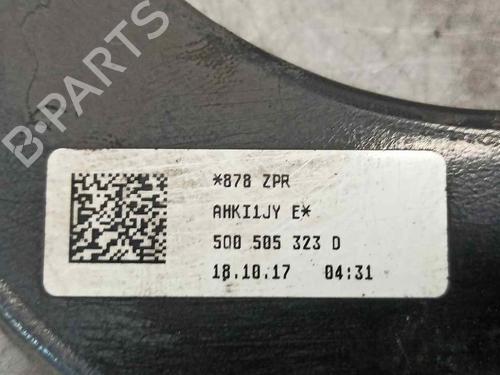 B-PARTS
*878 ZPR
AHKI1JY E*
5Q0 505 323 D
18.10.17 04:31